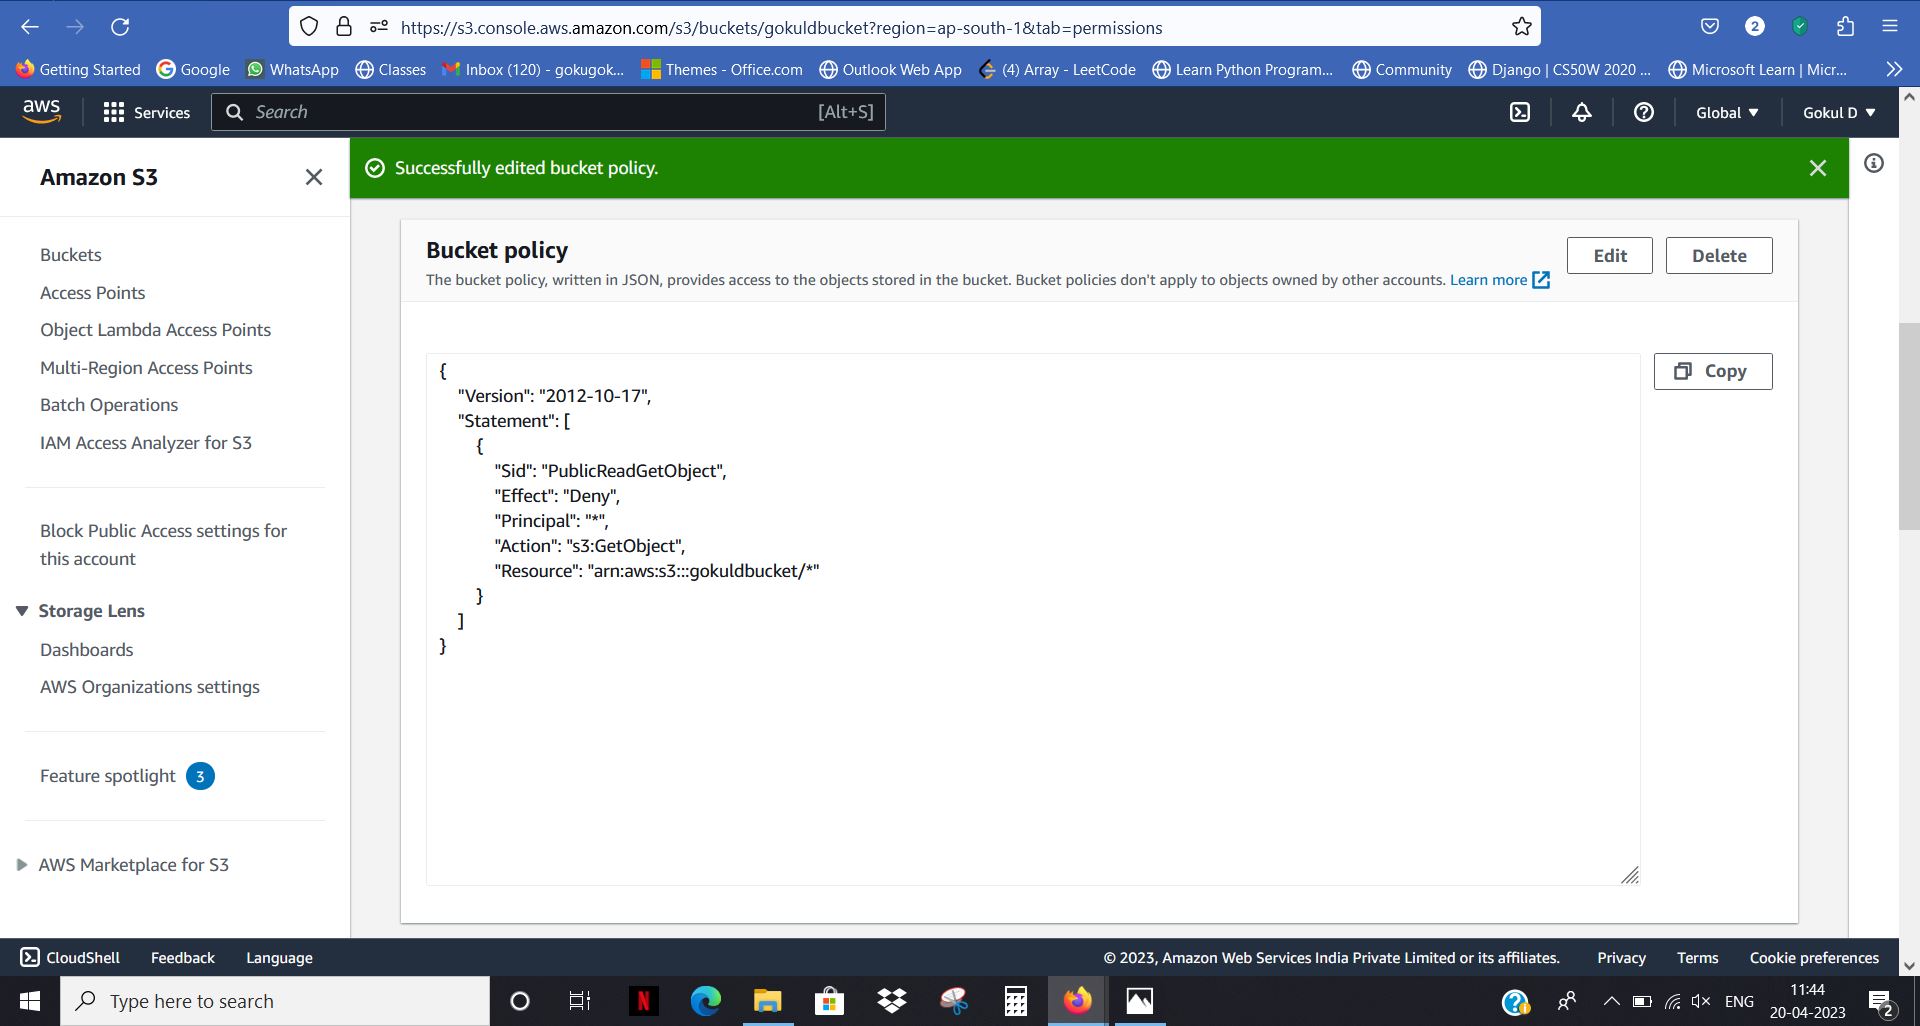 https://s3.console.aws.amazon.com/s3/buckets/gokuldbucket?region=ap-south-1&tab=permissions
2
Getting Started
Google
WhatsApp
Classes
Inbox (120) - gokugok...
Themes - Office.com
Outlook Web App
(4) Array - LeetCode
Learn Python Program...
Community
Django | CS50W 2020 ...
Microsoft Learn | Micr...
aws
Services
Search
[Alt+S]
Global
Gokul D
Amazon S3
Buckets
Access Points
Object Lambda Access Points
Multi-Region Access Points
Batch Operations
IAM Access Analyzer for S3
Block Public Access settings for
this account
Storage Lens
Dashboards
AWS Organizations settings
Feature spotlight 3
AWS Marketplace for S3
Successfully edited bucket policy.
Bucket policy
Edit
Delete
The bucket policy, written in JSON, provides access to the objects stored in the bucket. Bucket policies don't apply to objects owned by other accounts. Learn more
Copy
{
"Version": "2012-10-17",
"Statement": [
{
"Sid": "PublicReadGetObject",
"Effect": "Deny",
"Principal": "*",
"Action": "s3:GetObject",
"Resource": "arn:aws:s3:::gokuldbucket/*"
}
]
}
CloudShell
Feedback
Language
© 2023, Amazon Web Services India Private Limited or its affiliates.
Privacy
Terms
Cookie preferences
Type here to search
N
ENG
11:44
20-04-2023
2